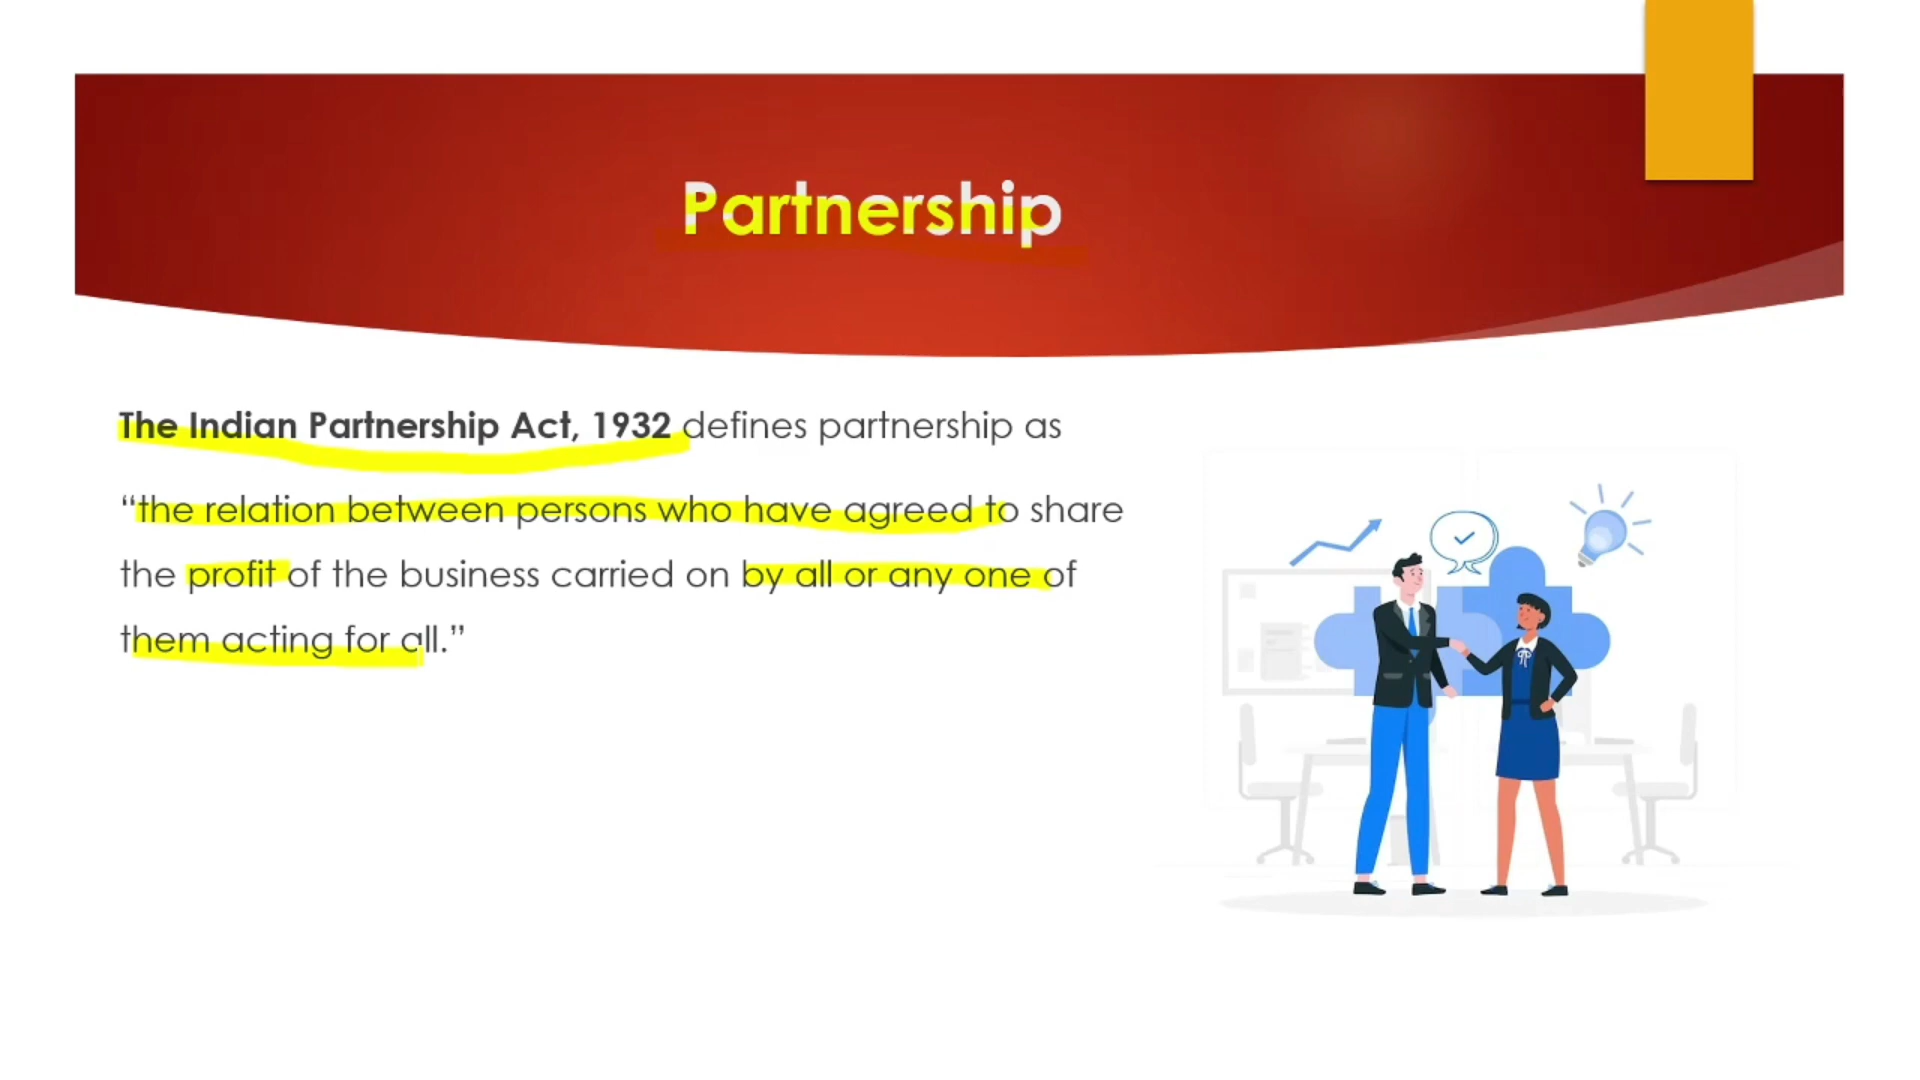 Partnership
The Indian Partnership Act, 1932 defines partnership as
“the relation between persons who have agreed to share
the profit of the business carried on by all or any one of
them acting for all.”